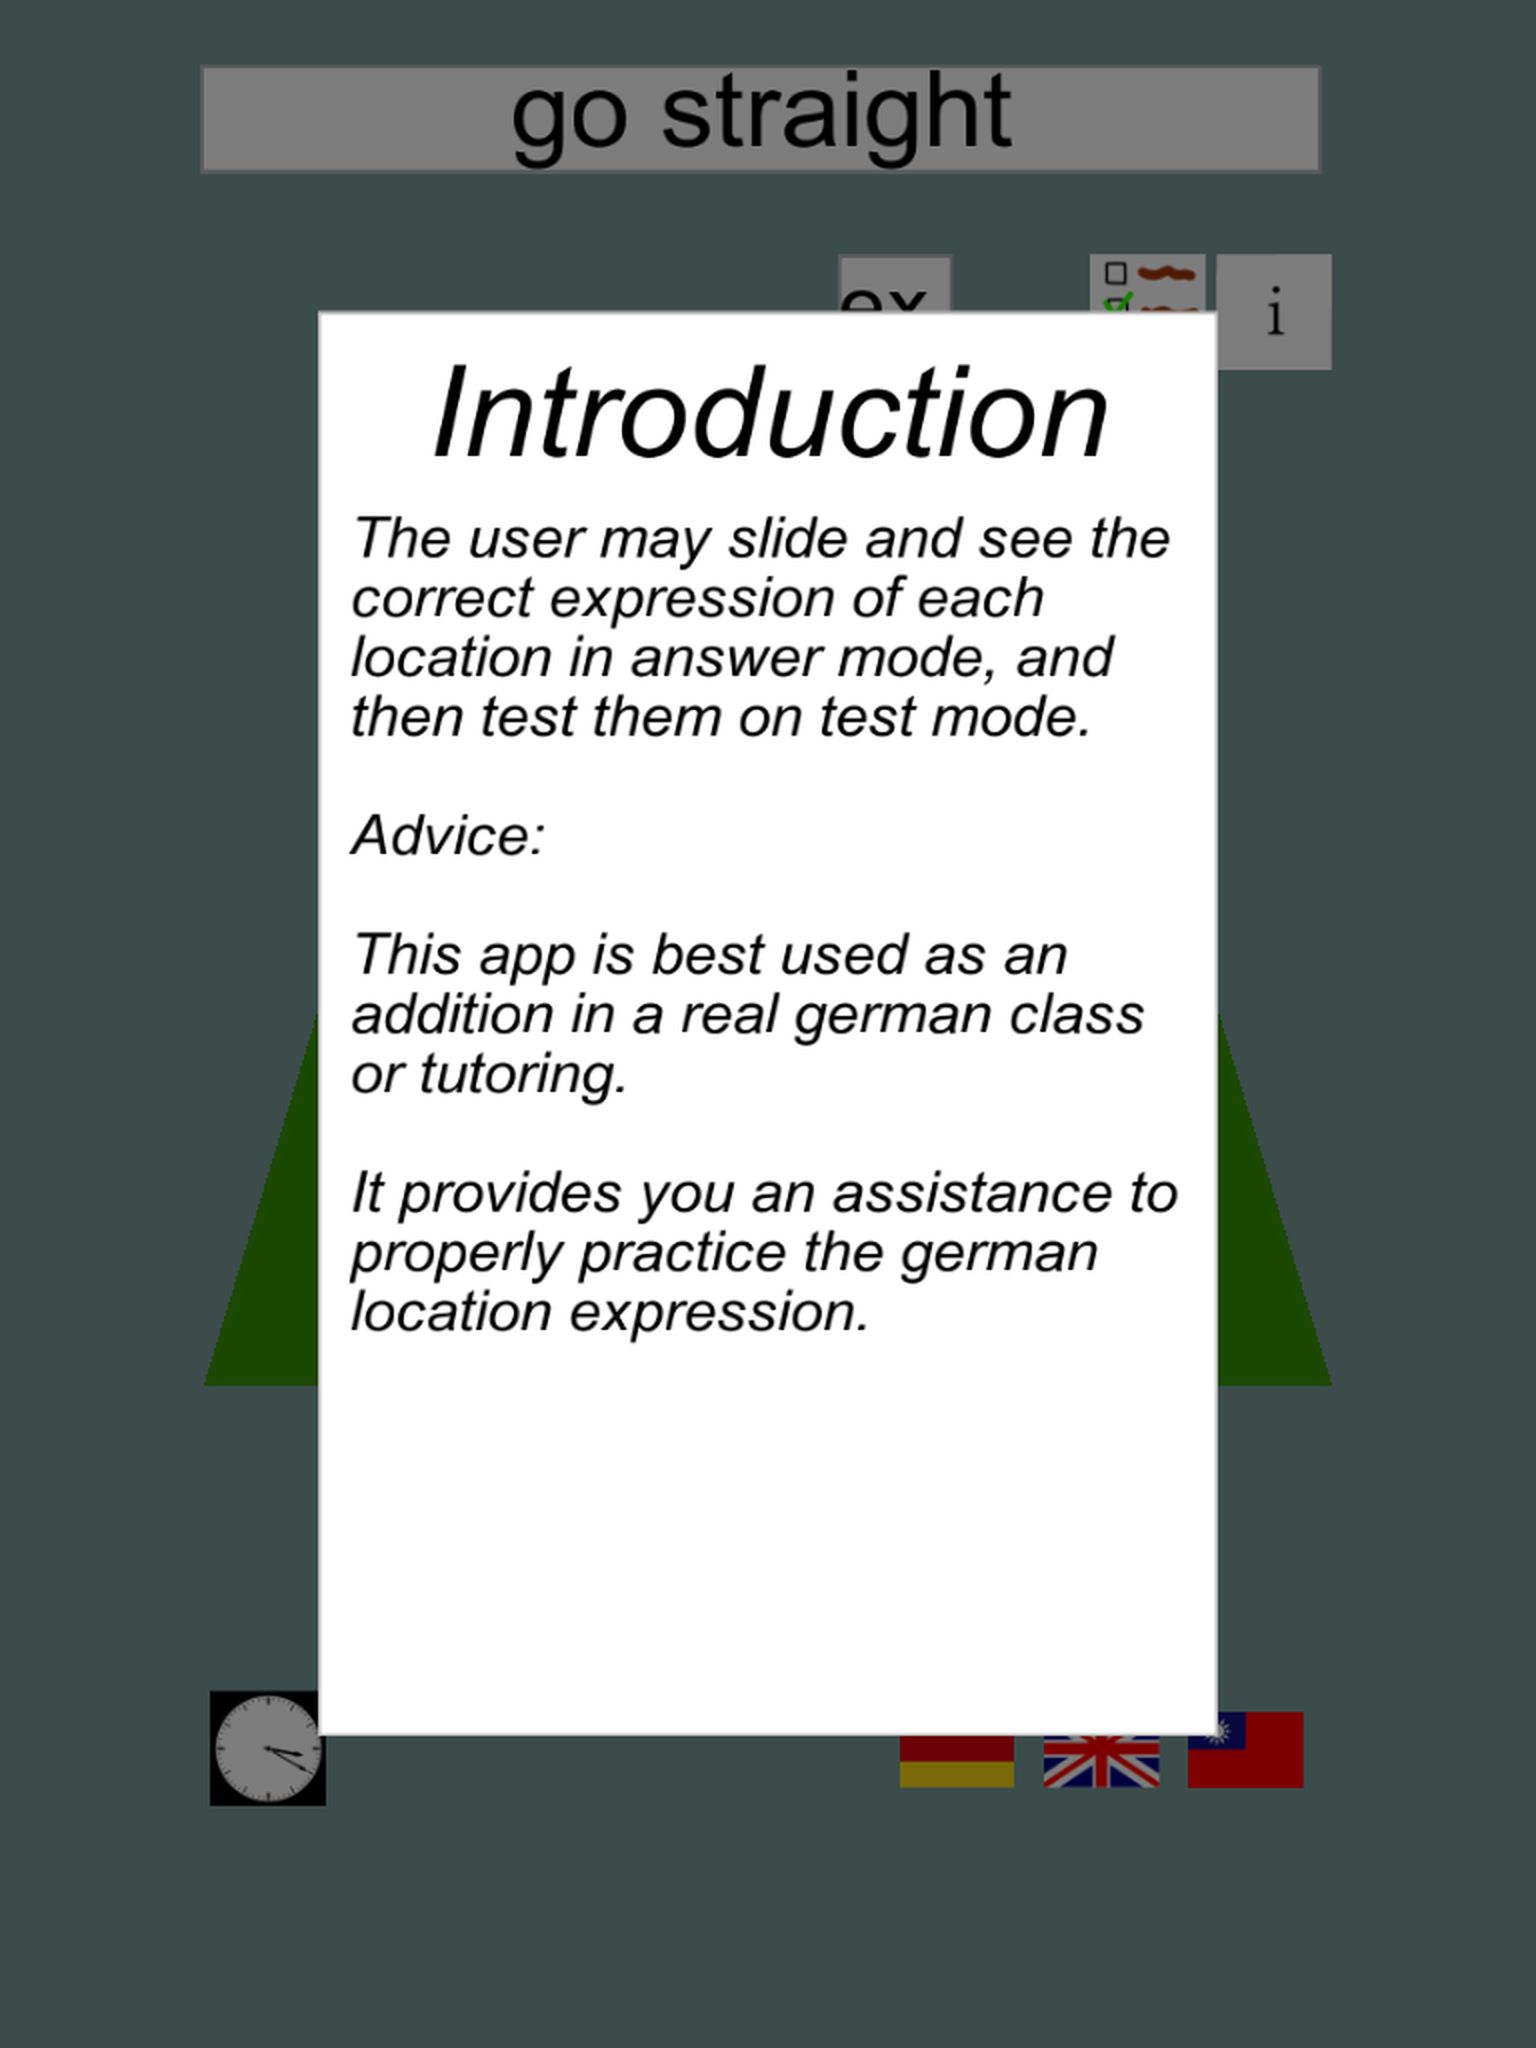 go straight
ex
i
Introduction
The user may slide and see the
correct expression of each
location in answer mode, and
then test them on test mode.
Advice:
This app is best used as an
addition in a real german class
or tutoring.
It provides you an assistance to
properly practice the german
location expression.